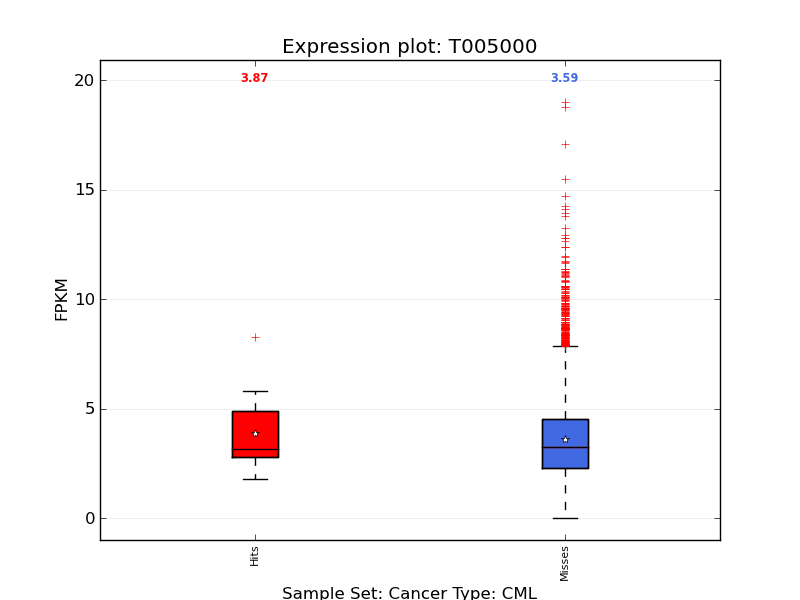 Expression plot: T005000
3.87
3.59
20
15
10
5
0
FPKM
Hits
Misses
Sample Set: Cancer Type: CML